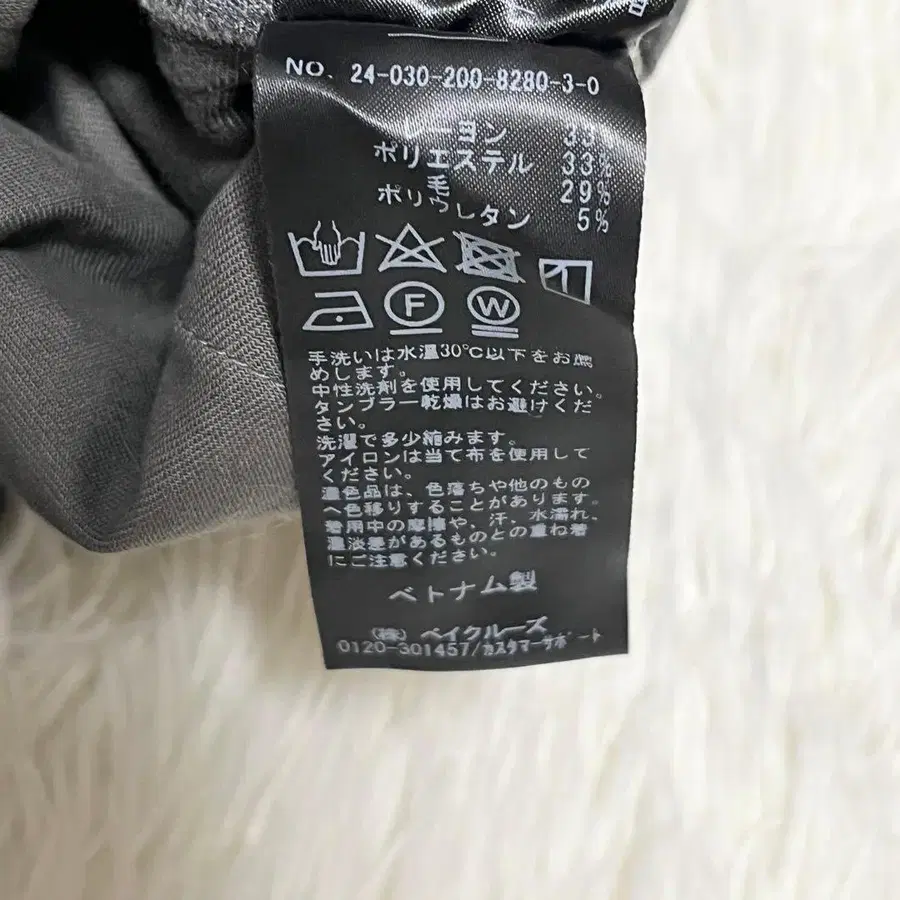 NO. 24-030-200-8280-3-0
ポリエステル 33%
毛 29%
ポリウレタン 5%
F W
手洗いは水温30℃以下をお薦
めします。
中性洗剤を使用してください。
タンブラー乾燥はお避けくだ
さい。
洗濯で多少縮みます。
アイロンは当て布を使用して
ください。
濃色品は、色落ちや他のもの
へ色移りすることがあります。
着用中の摩擦や、汗、水濡れ、
濃淡差があるものとの重ね着
にご注意ください。
ベトナム製
(株) ベイクルーズ
0120-301457/カスタマーサポート